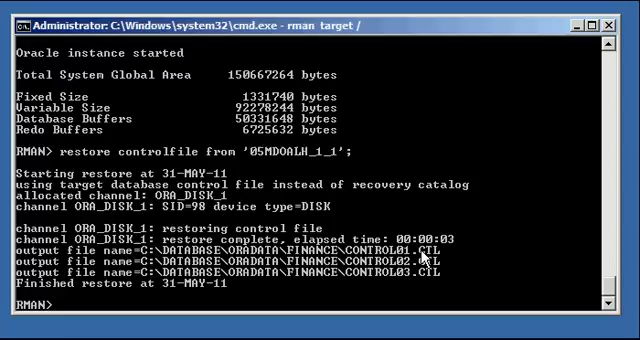 Administrator: C:\Windows\system32\cmd.exe - rman target /
Oracle instance started
Total System Global Area 150667264 bytes
Fixed Size 1331740 bytes
Variable Size 92278244 bytes
Database Buffers 50331648 bytes
Redo Buffers 6725632 bytes
RMAN> restore controlfile from '05MDOALH_1_1';
Starting restore at 31-MAY-11
using target database control file instead of recovery catalog
allocated channel: ORA_DISK_1
channel ORA_DISK_1: SID=98 device type=DISK
channel ORA_DISK_1: restoring control file
channel ORA_DISK_1: restore complete, elapsed time: 00:00:03
output file name=C:\DATABASE\ORADATA\FINANCE\CONTROL01.CTL
output file name=C:\DATABASE\ORADATA\FINANCE\CONTROL02.CTL
output file name=C:\DATABASE\ORADATA\FINANCE\CONTROL03.CTL
Finished restore at 31-MAY-11
RMAN>